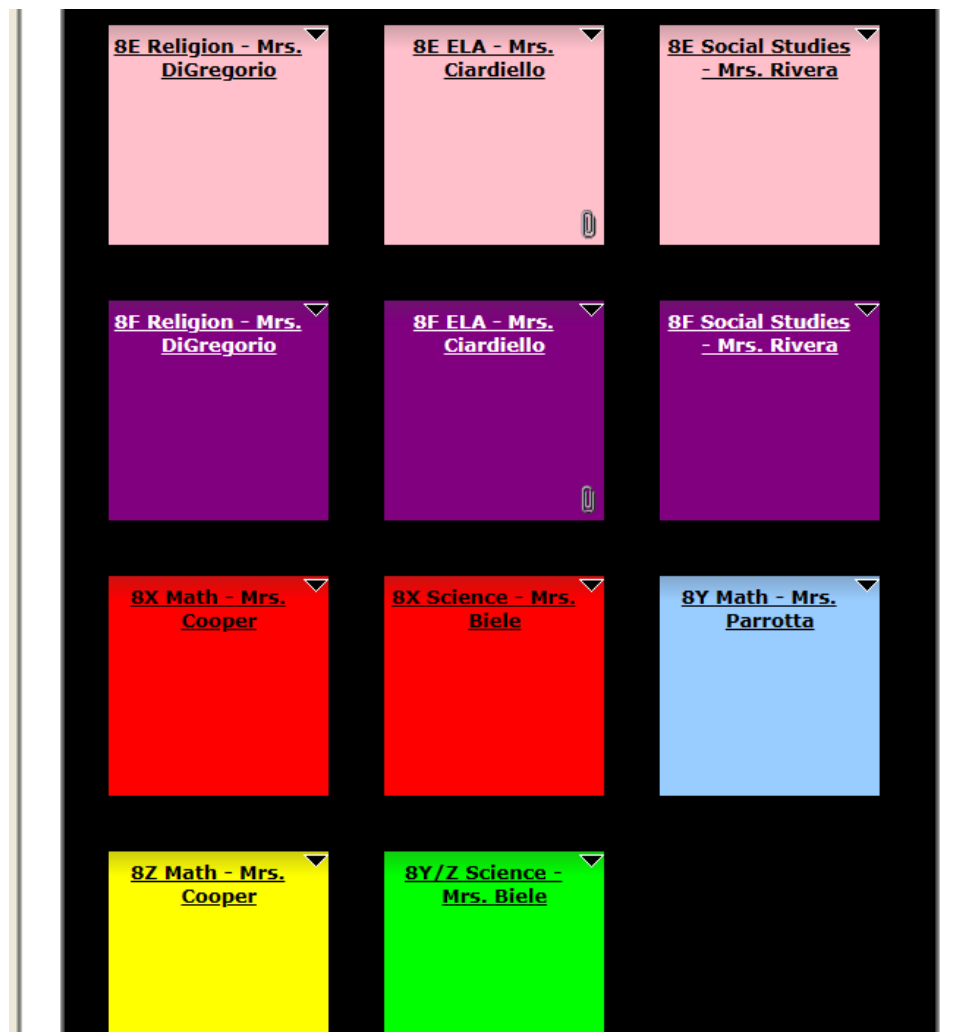 8E Religion - Mrs.
DiGregorio
8E ELA - Mrs.
Ciardiello
8E Social Studies
- Mrs. Rivera
8F Religion - Mrs.
DiGregorio
8F ELA - Mrs.
Ciardiello
8F Social Studies
- Mrs. Rivera
8X Math - Mrs.
Cooper
8X Science - Mrs.
Biele
8Y Math - Mrs.
Parrotta
8Z Math - Mrs.
Cooper
8Y/Z Science -
Mrs. Biele